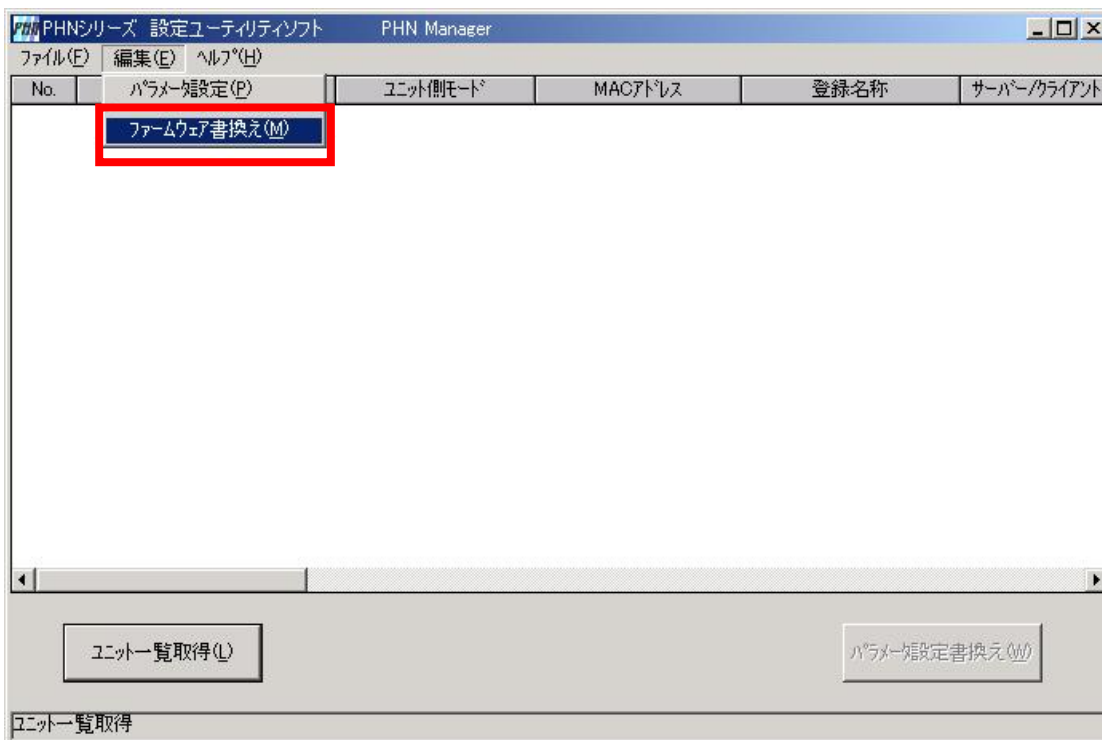 PHN PHNシリーズ 設定ユーティリティソフト PHN Manager
ファイル(F) 編集(E) ヘルプ(H)
No. パラメータ設定(P) ユニット側モード MACアドレス 登録名称 サーバー/クライアント
ファームウェア書換え(M)
ユニット一覧取得(L) パラメータ設定書換え(W)
ユニット一覧取得